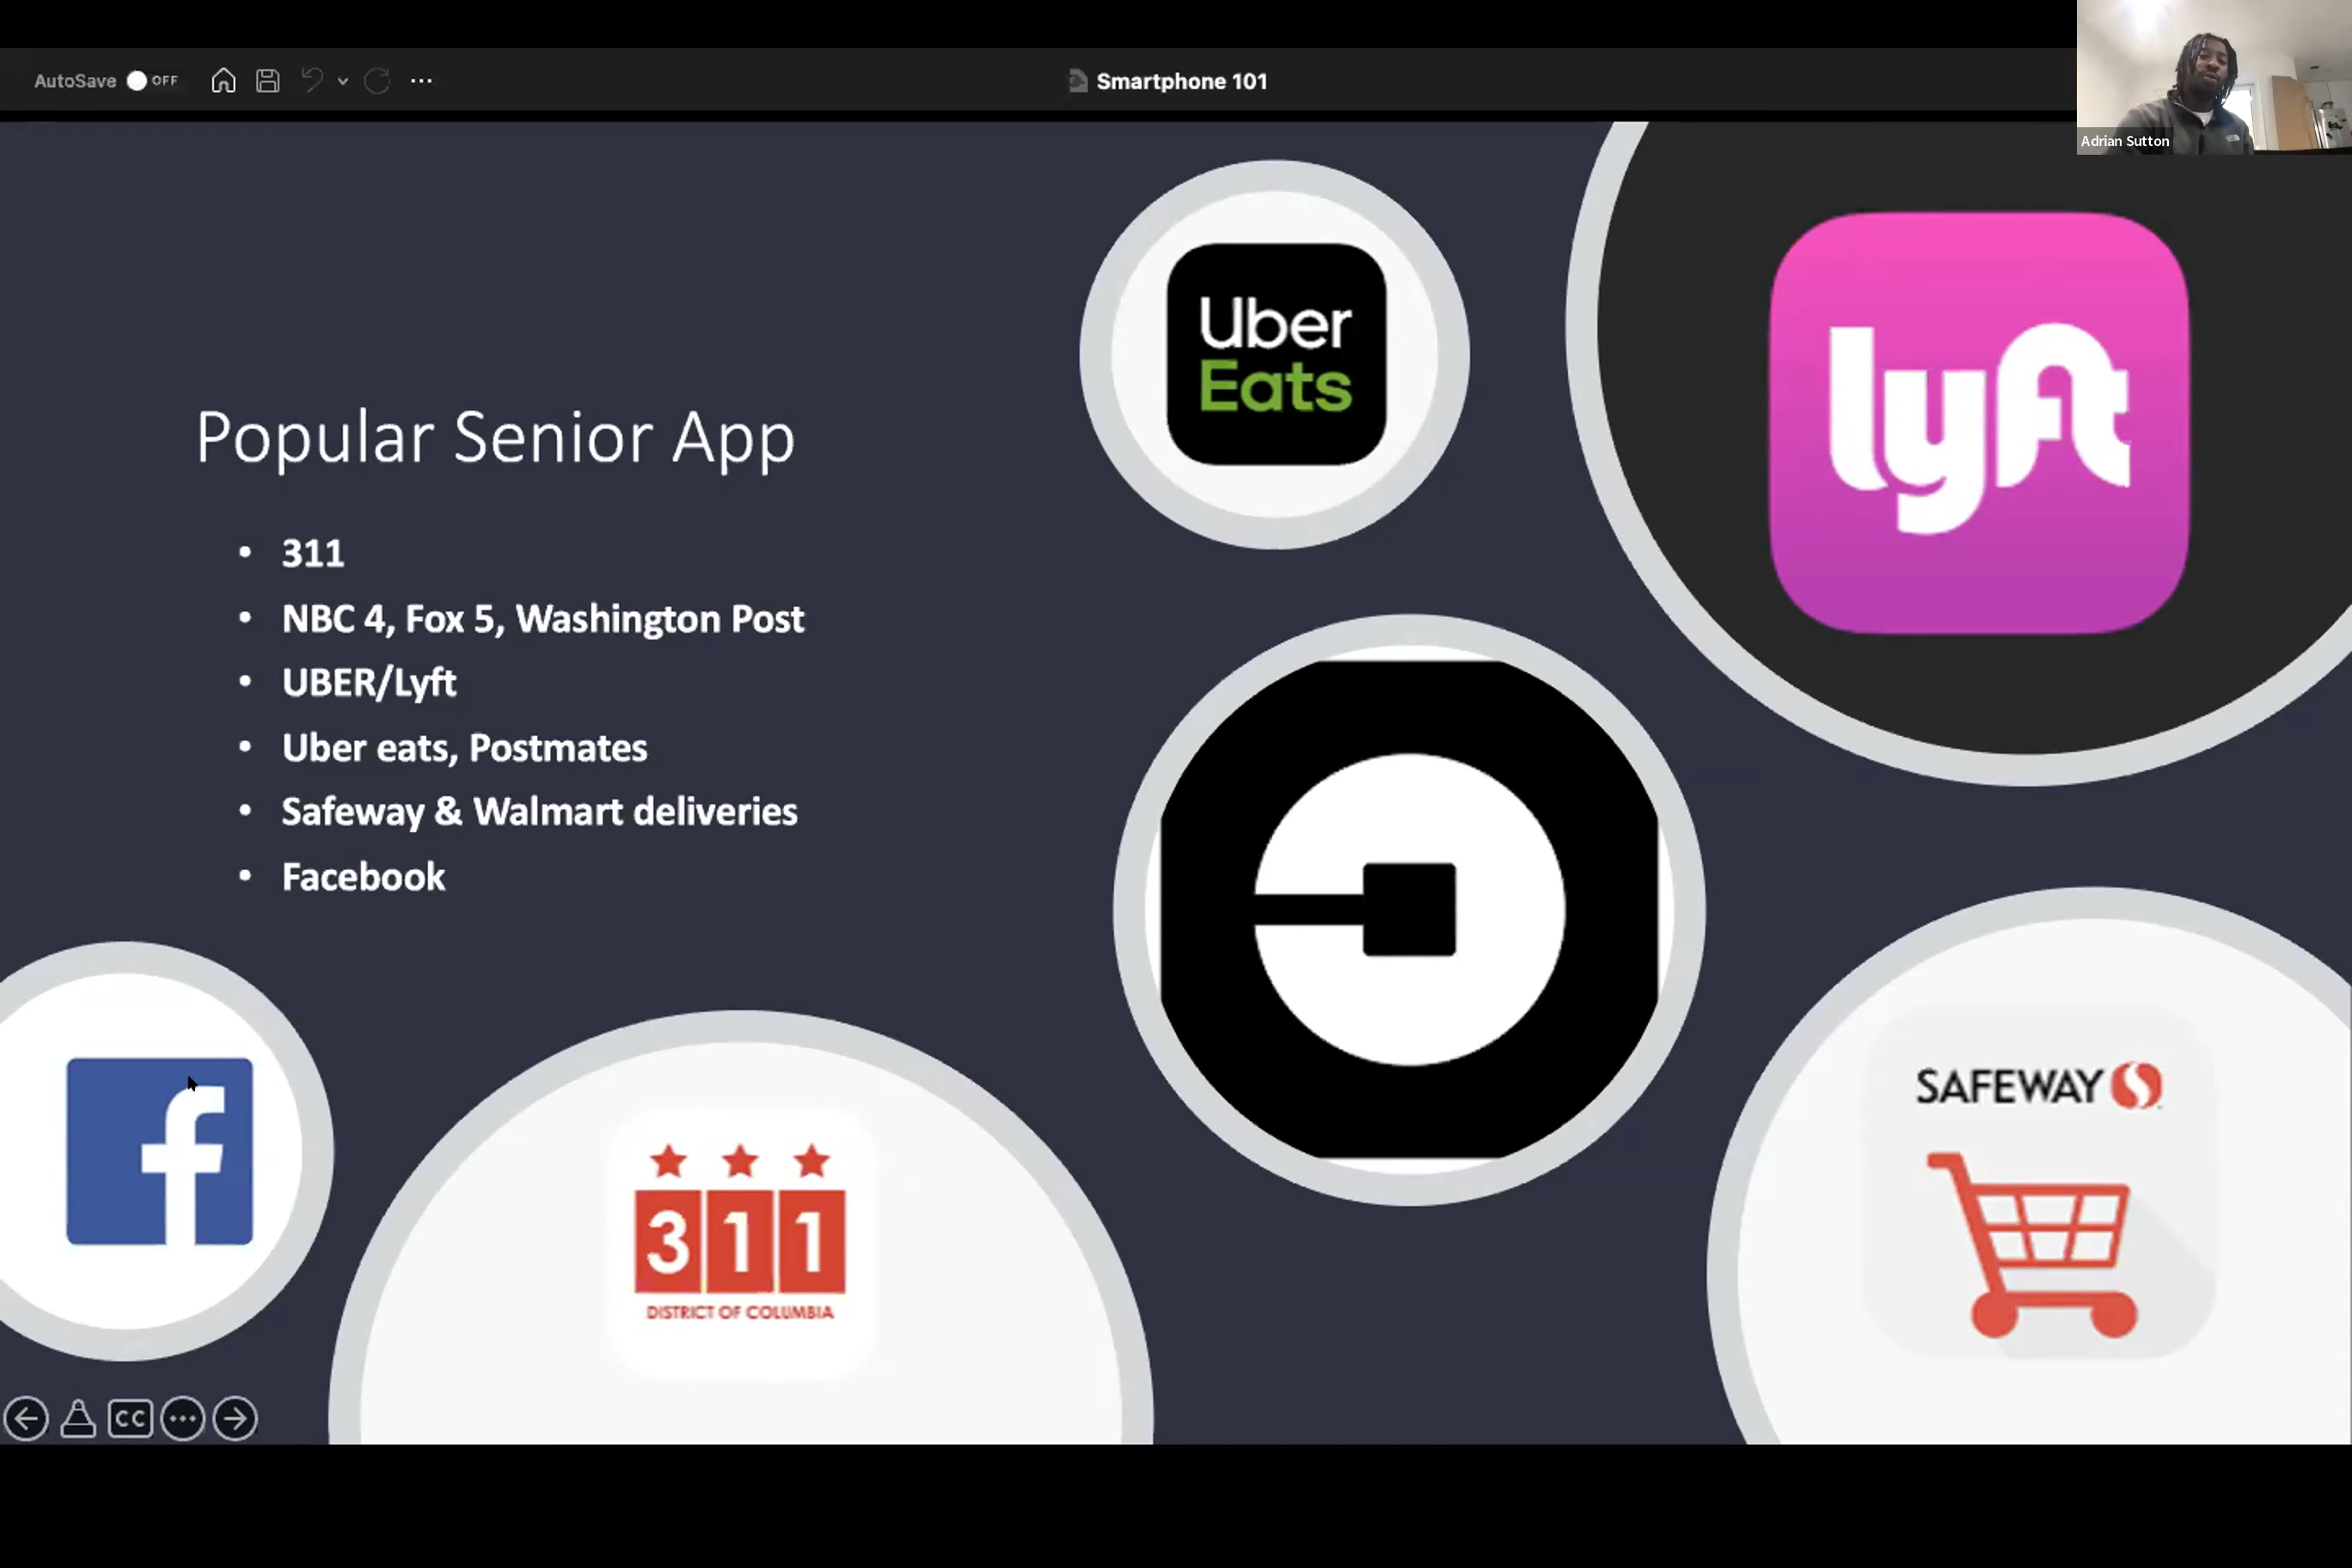 AutoSave OFF
Smartphone 101
Adrian Sutton
Uber
Eats
lyft
Popular Senior App
• 311
• NBC 4, Fox 5, Washington Post
• UBER/Lyft
• Uber eats, Postmates
• Safeway & Walmart deliveries
• Facebook
f
311
DISTRICT OF COLUMBIA
SAFEWAY
CC